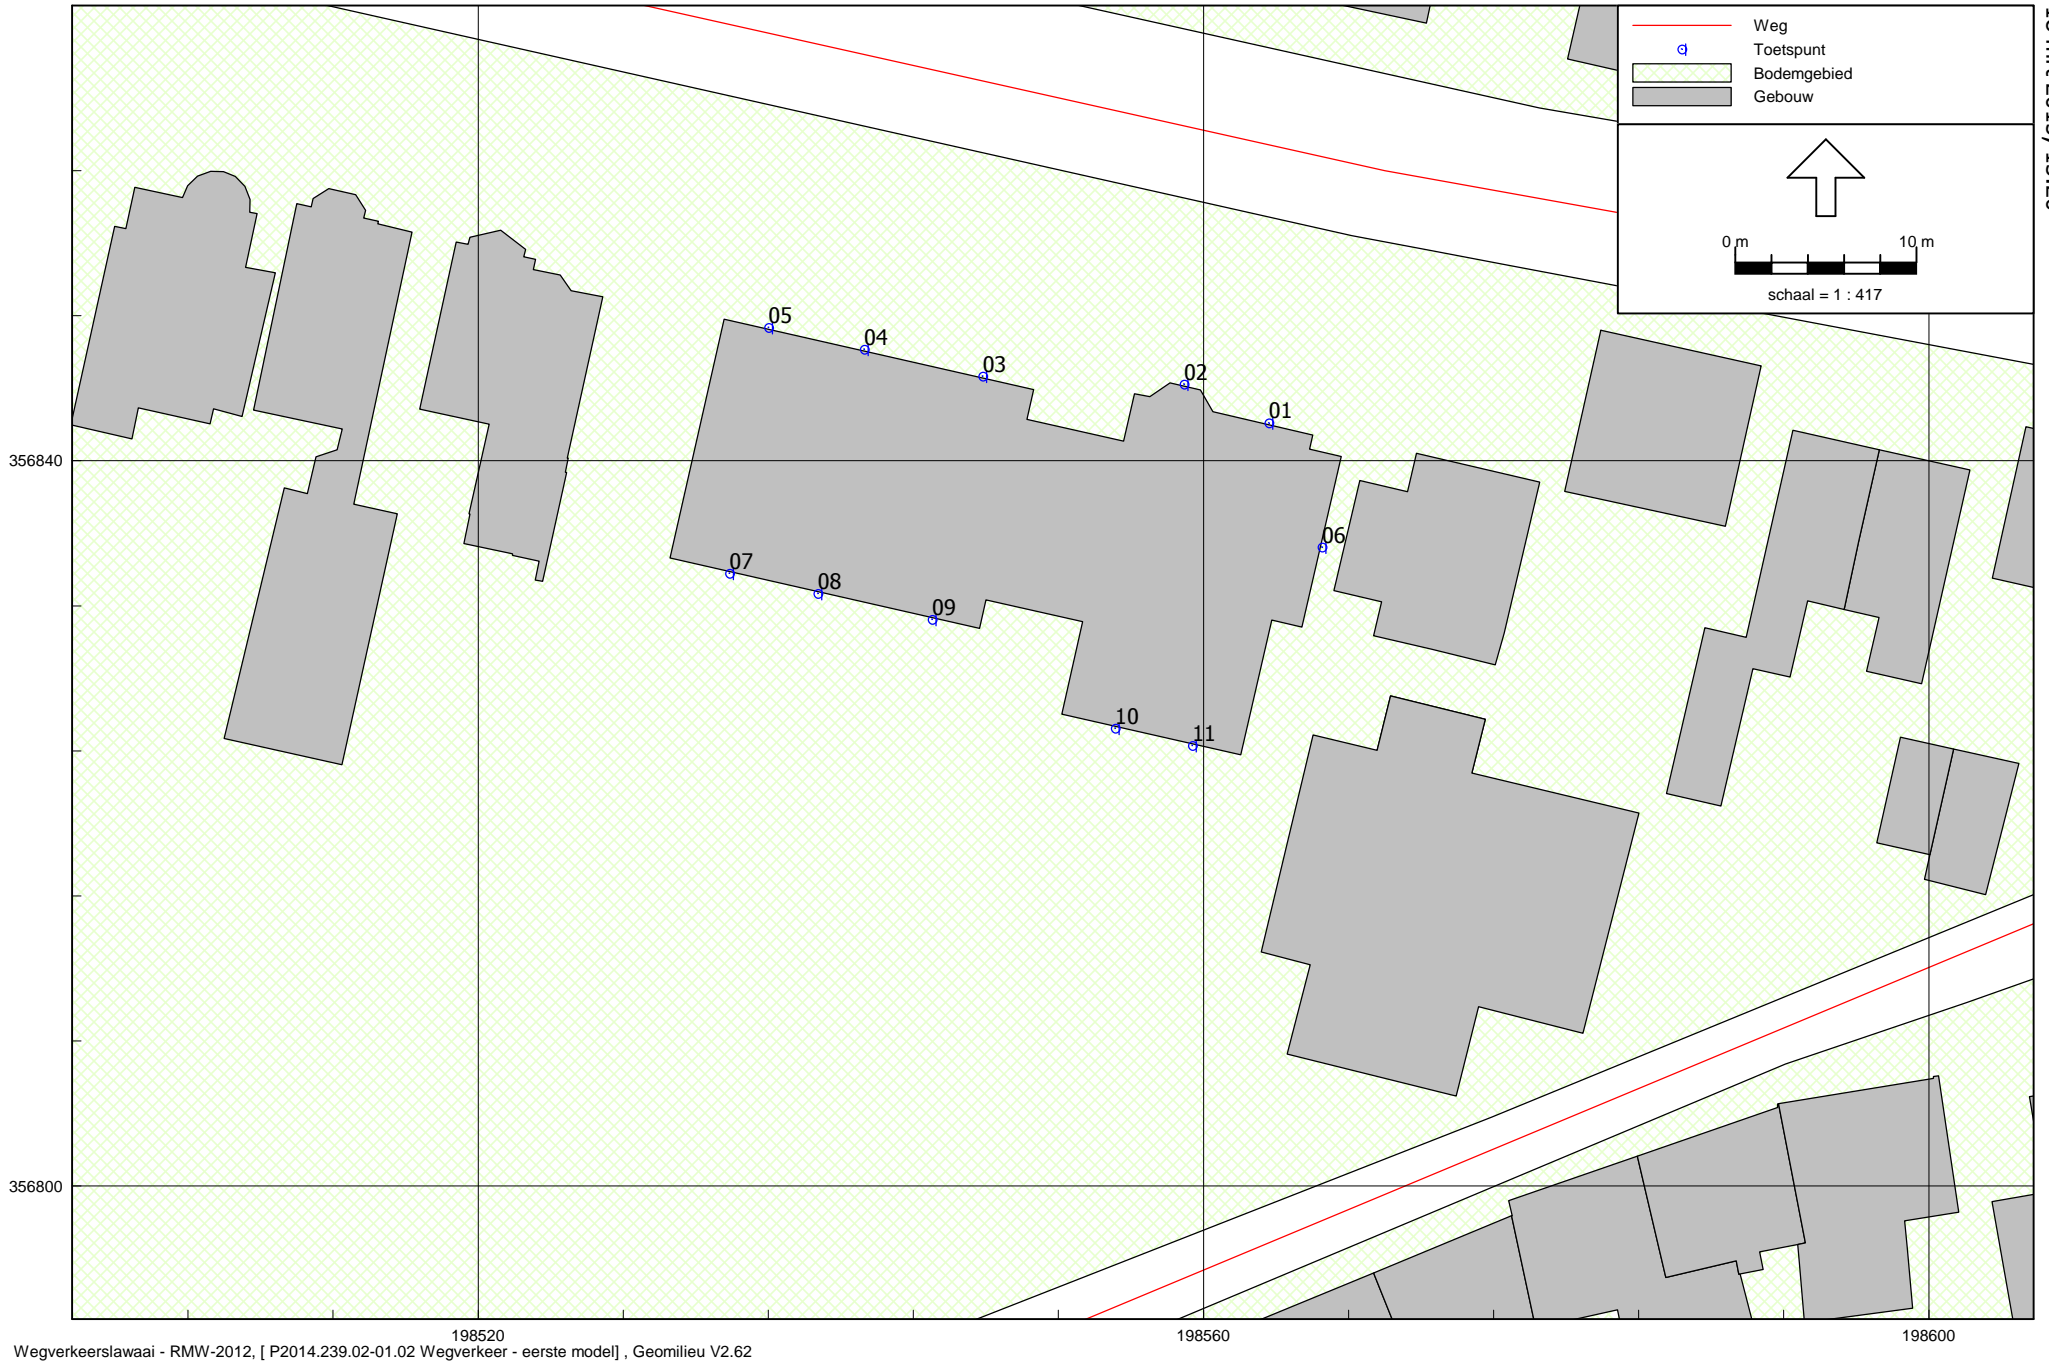 Weg
Toetspunt
Bodemgebied
Gebouw
0 m 10 m
schaal = 1 : 417
05
04
03
02
01
356840
06
07
08
09
10
11
356800
198520 198560 198600
Wegverkeerslawaai - RMW-2012, [ P2014.239.02-01.02 Wegverkeer - eerste model] , Geomilieu V2.62